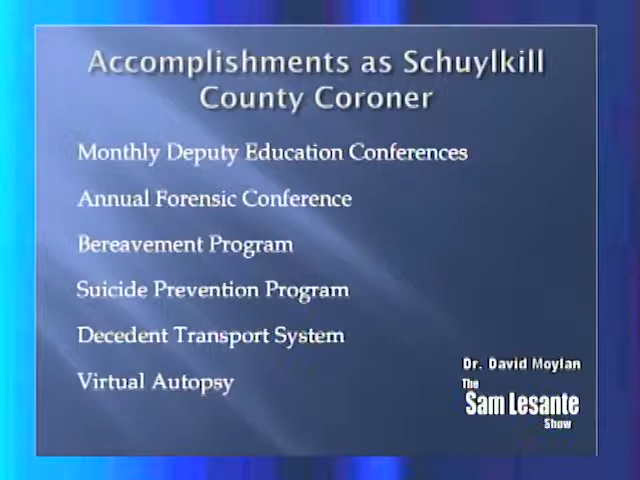 Accomplishments as Schuylkill
County Coroner
Monthly Deputy Education Conferences
Annual Forensic Conference
Bereavement Program
Suicide Prevention Program
Decedent Transport System
Virtual Autopsy
Dr. David Moylan
The
Sam Lesante
Show